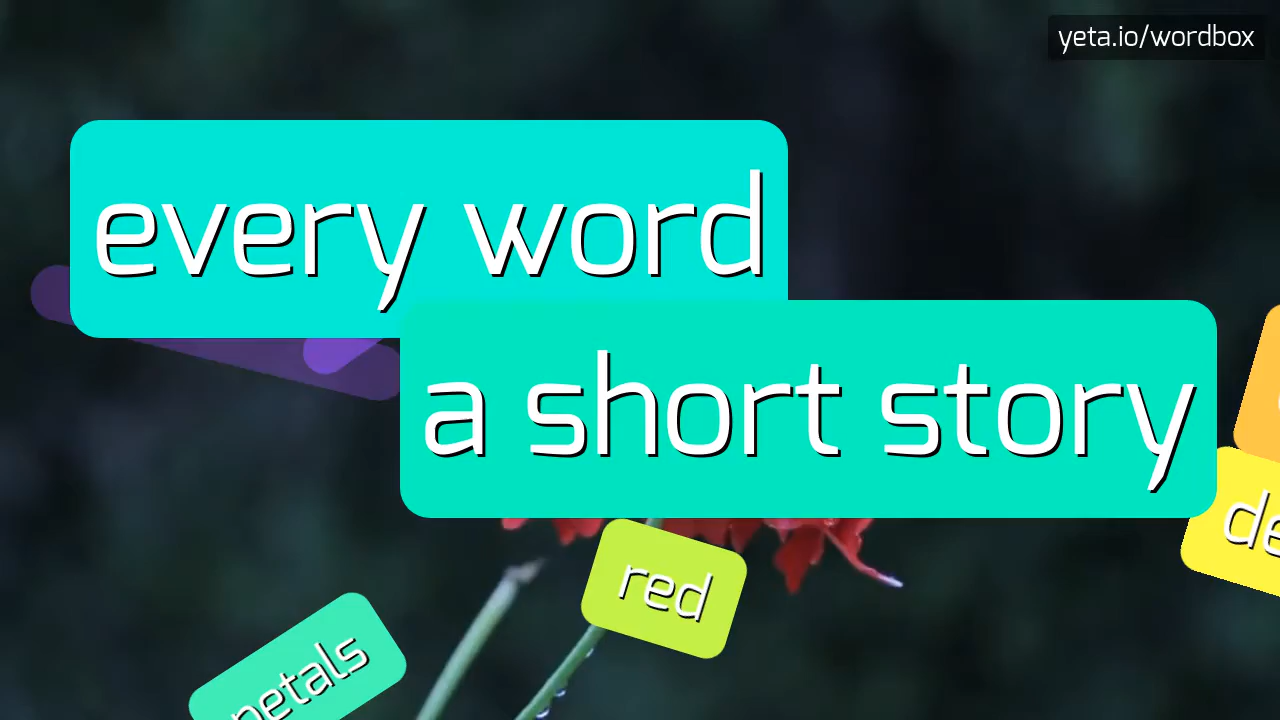 yeta.io/wordbox
every word
a short story
red
petals